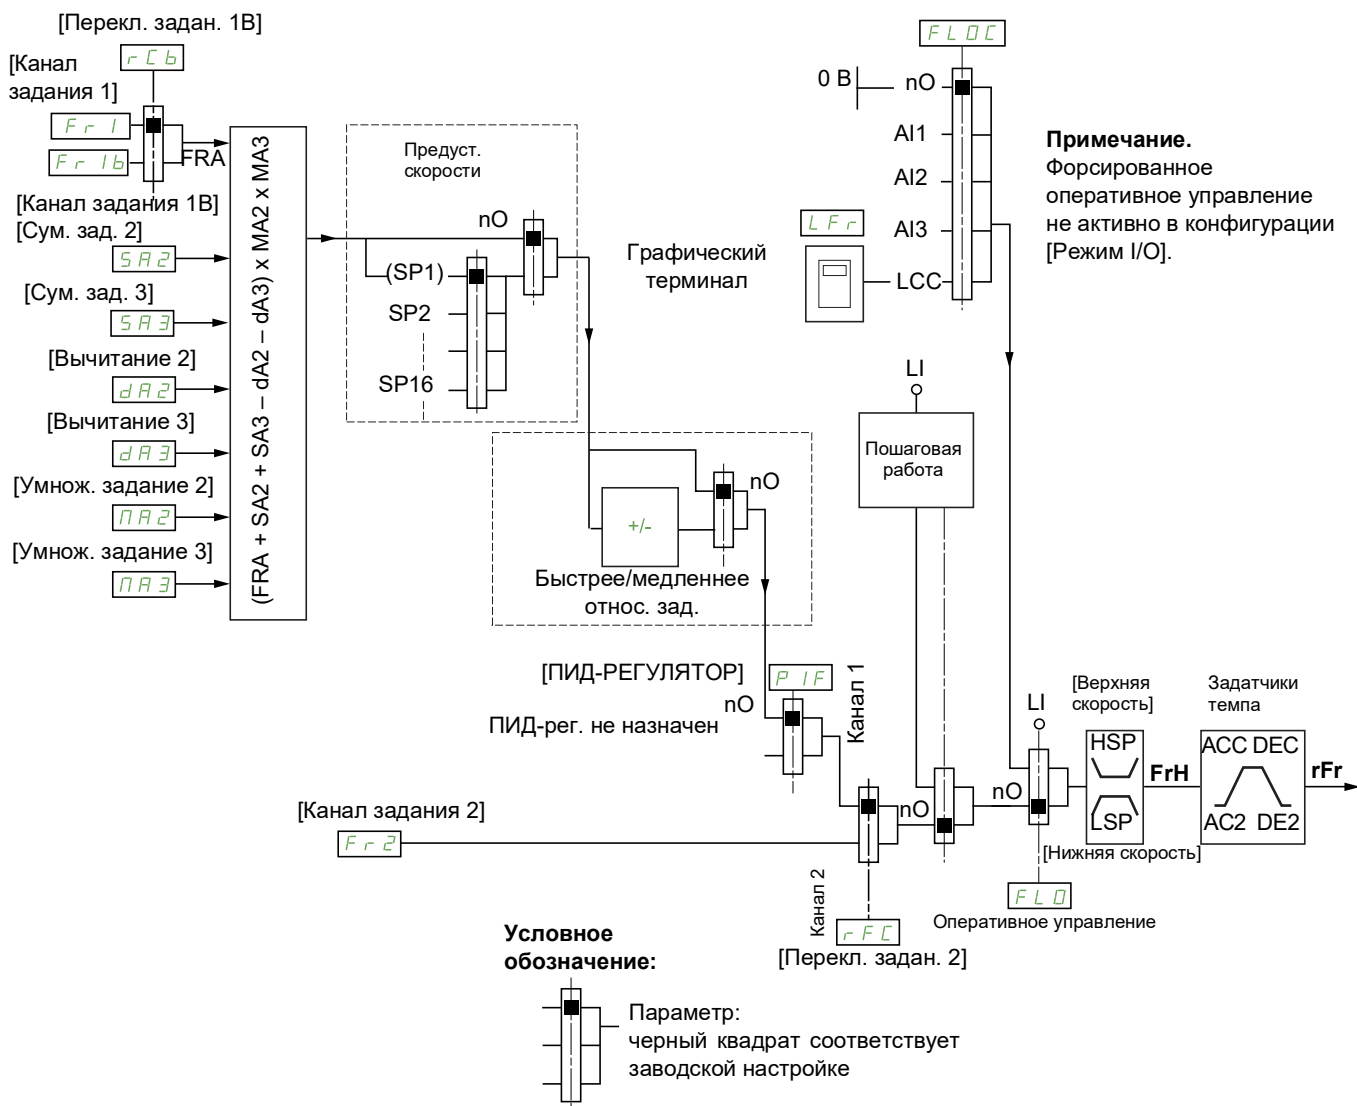 [Перекл. задан. 1B]
rCb
[Канал
задания 1]
Fr1
Fr1b
FRA
[Канал задания 1B]
[Сум. зад. 2]
SA2
[Сум. зад. 3]
SA3
[Вычитание 2]
dA2
[Вычитание 3]
dA3
[Умнож. задание 2]
ПA2
[Умнож. задание 3]
ПA3
(FRA + SA2 + SA3 – dA2 – dA3) x MA2 x MA3
Предуст.
скорости
nO
(SP1)
SP2
SP16
+/-
nO
Быстрее/медленнее
относ. зад.
FLOC
0 В
nO
AI1
AI2
AI3
LCC
LFr
Графический
терминал
Примечание.
Форсированное
оперативное управление
не активно в конфигурации
[Режим I/O].
LI
Пошаговая
работа
[ПИД-РЕГУЛЯТОР]
PIF
nO
ПИД-рег. не назначен
Канал 1
[Канал задания 2]
Fr2
Канал 2
rFC
[Перекл. задан. 2]
nO
nO
LI
FLO
Оперативное управление
[Верхняя
скорость]
HSP
LSP
[Нижняя скорость]
FrH
Задатчики
темпа
ACC DEC
AC2 DE2
rFr
Условное
обозначение:
Параметр:
черный квадрат соответствует
заводской настройке